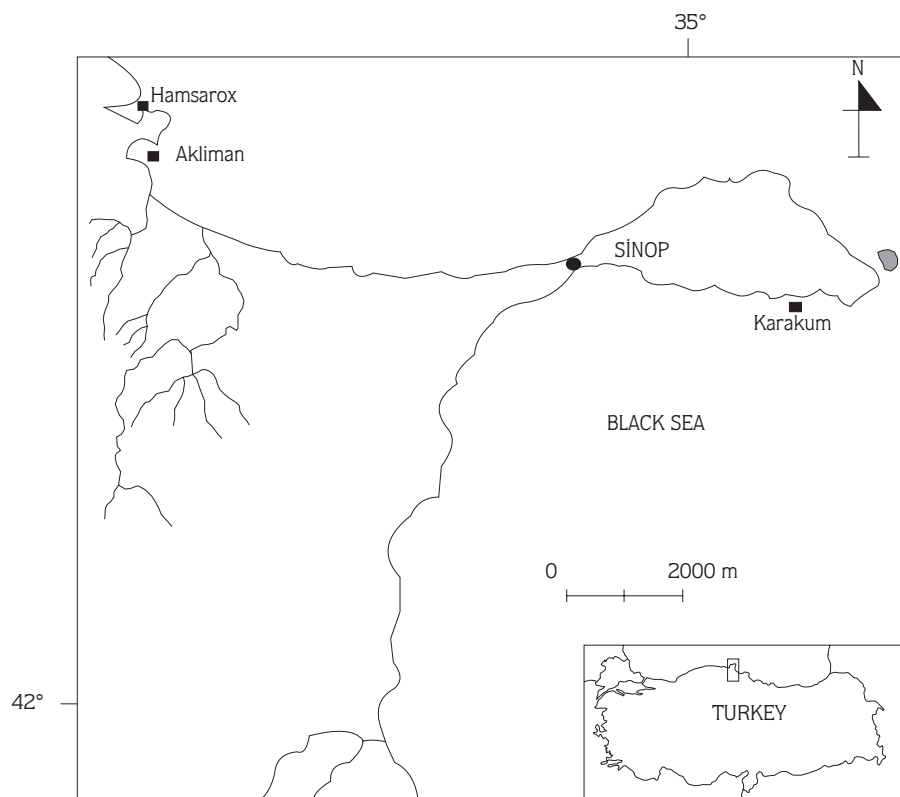 35°
N
Hamsarox
Akliman
SİNOP
Karakum
BLACK SEA
0 2000 m
42°
TURKEY